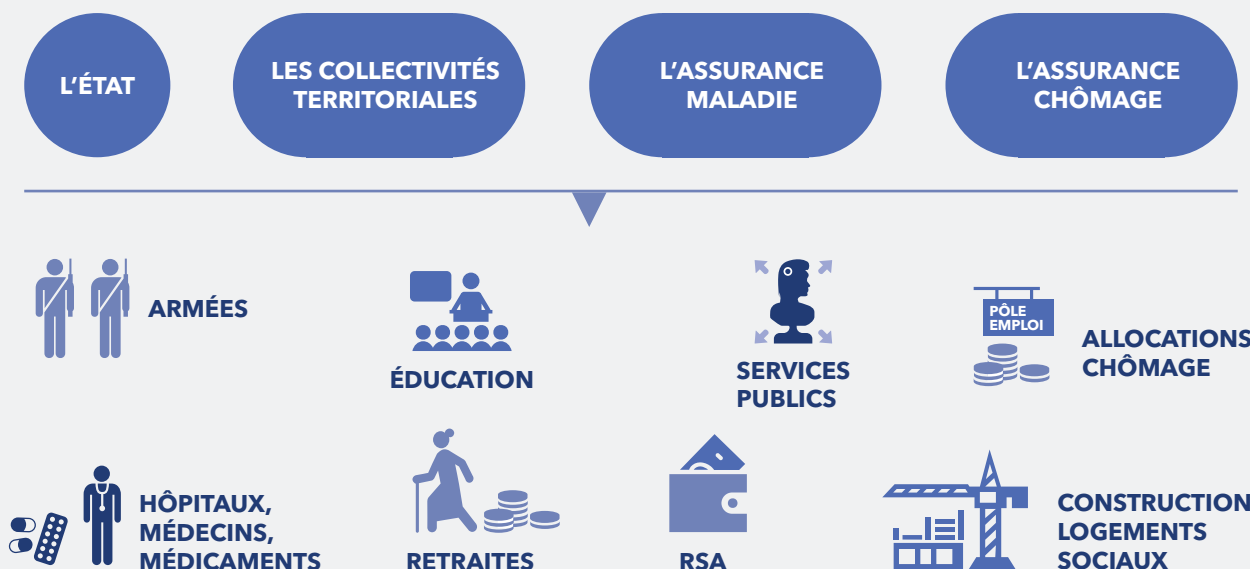 L’ÉTAT
LES COLLECTIVITÉS
TERRITORIALES
L’ASSURANCE
MALADIE
L’ASSURANCE
CHÔMAGE
ARMÉES
ÉDUCATION
SERVICES
PUBLICS
PÔLE
EMPLOI
ALLOCATIONS
CHÔMAGE
HÔPITAUX,
MÉDECINS,
MÉDICAMENTS
RETRAITES
RSA
CONSTRUCTION
LOGEMENTS
SOCIAUX